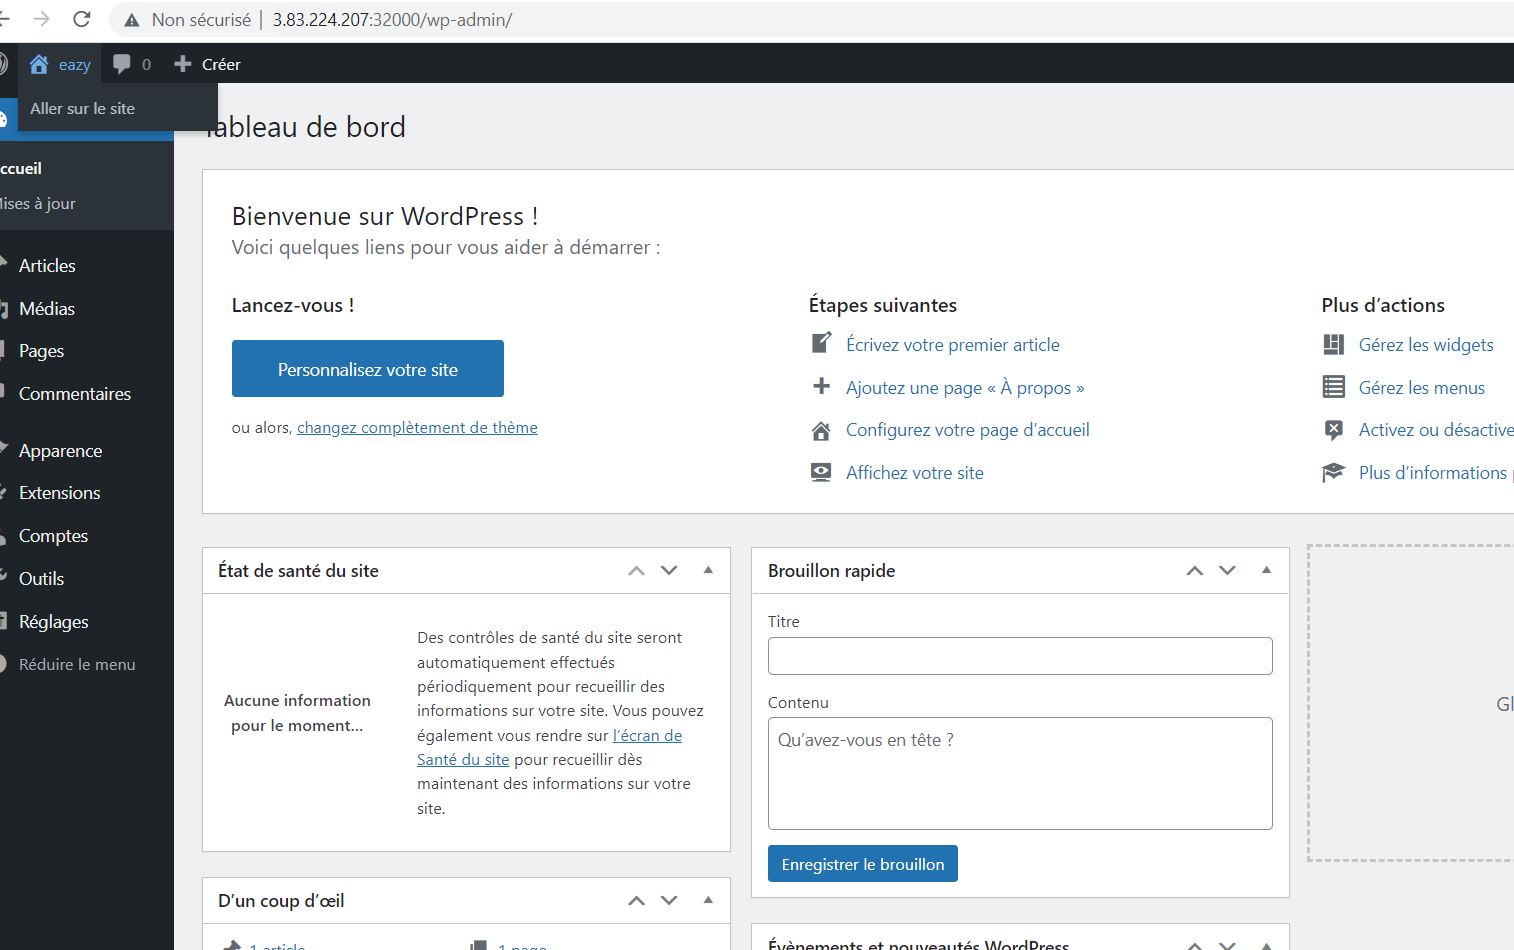 Non sécurisé | 3.83.224.207:32000/wp-admin/
eazy 0 Créer
Aller sur le site
Tableau de bord
ccueil
lises à jour
Articles
Médias
Pages
Commentaires
Apparence
Extensions
Comptes
Outils
Réglages
Réduire le menu
Bienvenue sur WordPress !
Voici quelques liens pour vous aider à démarrer :
Lancez-vous !
Personnalisez votre site
ou alors, changez complètement de thème
Étapes suivantes
Écrivez votre premier article
Ajoutez une page « À propos »
Configurez votre page d’accueil
Affichez votre site
Plus d’actions
Gérez les widgets
Gérez les menus
Activez ou désactive
Plus d’informations
État de santé du site
Aucune information
pour le moment…
Des contrôles de santé du site seront
automatiquement effectués
périodiquement pour recueillir des
informations sur votre site. Vous pouvez
également vous rendre sur l’écran de
Santé du site pour recueillir dès
maintenant des informations sur votre
site.
D’un coup d’œil
1 article
1 page
Brouillon rapide
Titre
Contenu
Qu’avez-vous en tête ?
Enregistrer le brouillon
Évènements et nouveautés WordPress
Gl